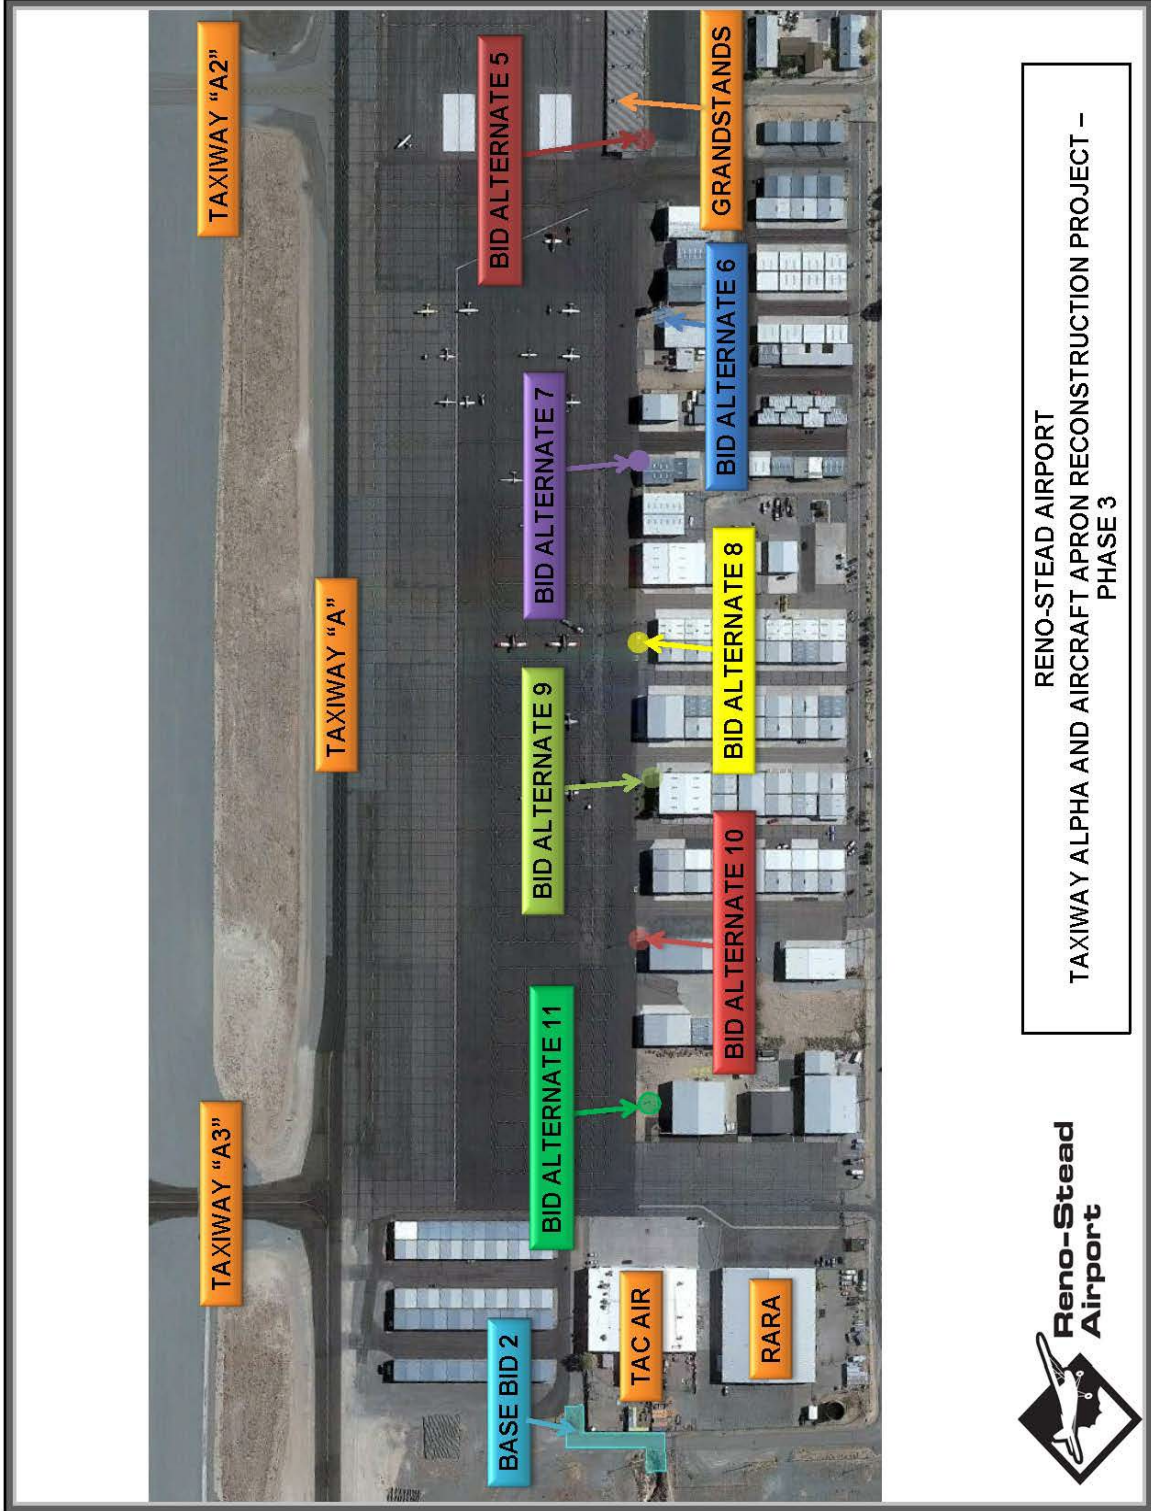 TAXIWAY “A3”
TAXIWAY “A”
TAXIWAY “A2”
BASE BID 2
BID ALTERNATE 11
BID ALTERNATE 9
BID ALTERNATE 7
BID ALTERNATE 5
TAC AIR
RARA
BID ALTERNATE 10
BID ALTERNATE 8
BID ALTERNATE 6
GRANDSTANDS
Reno-Stead
Airport
RENO-STEAD AIRPORT
TAXIWAY ALPHA AND AIRCRAFT APRON RECONSTRUCTION PROJECT –
PHASE 3